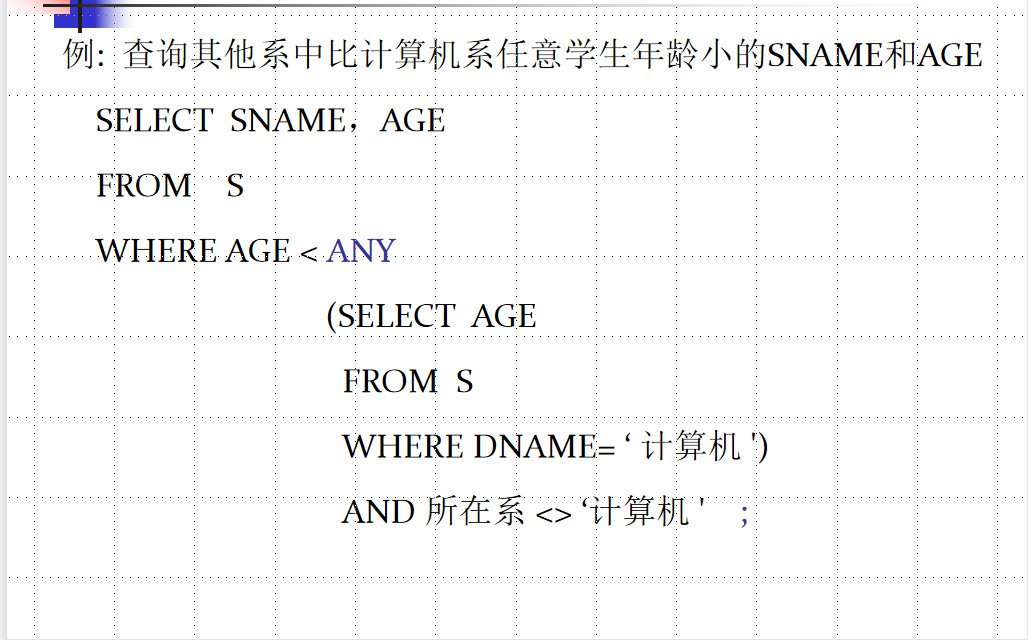 例: 查询其他系中比计算机系任意学生年龄小的SNAME和AGE
SELECT SNAME，AGE
FROM S
WHERE AGE < ANY
(SELECT AGE
FROM S
WHERE DNAME= ‘ 计算机 ')
AND 所在系 <> ‘计算机 ' ;